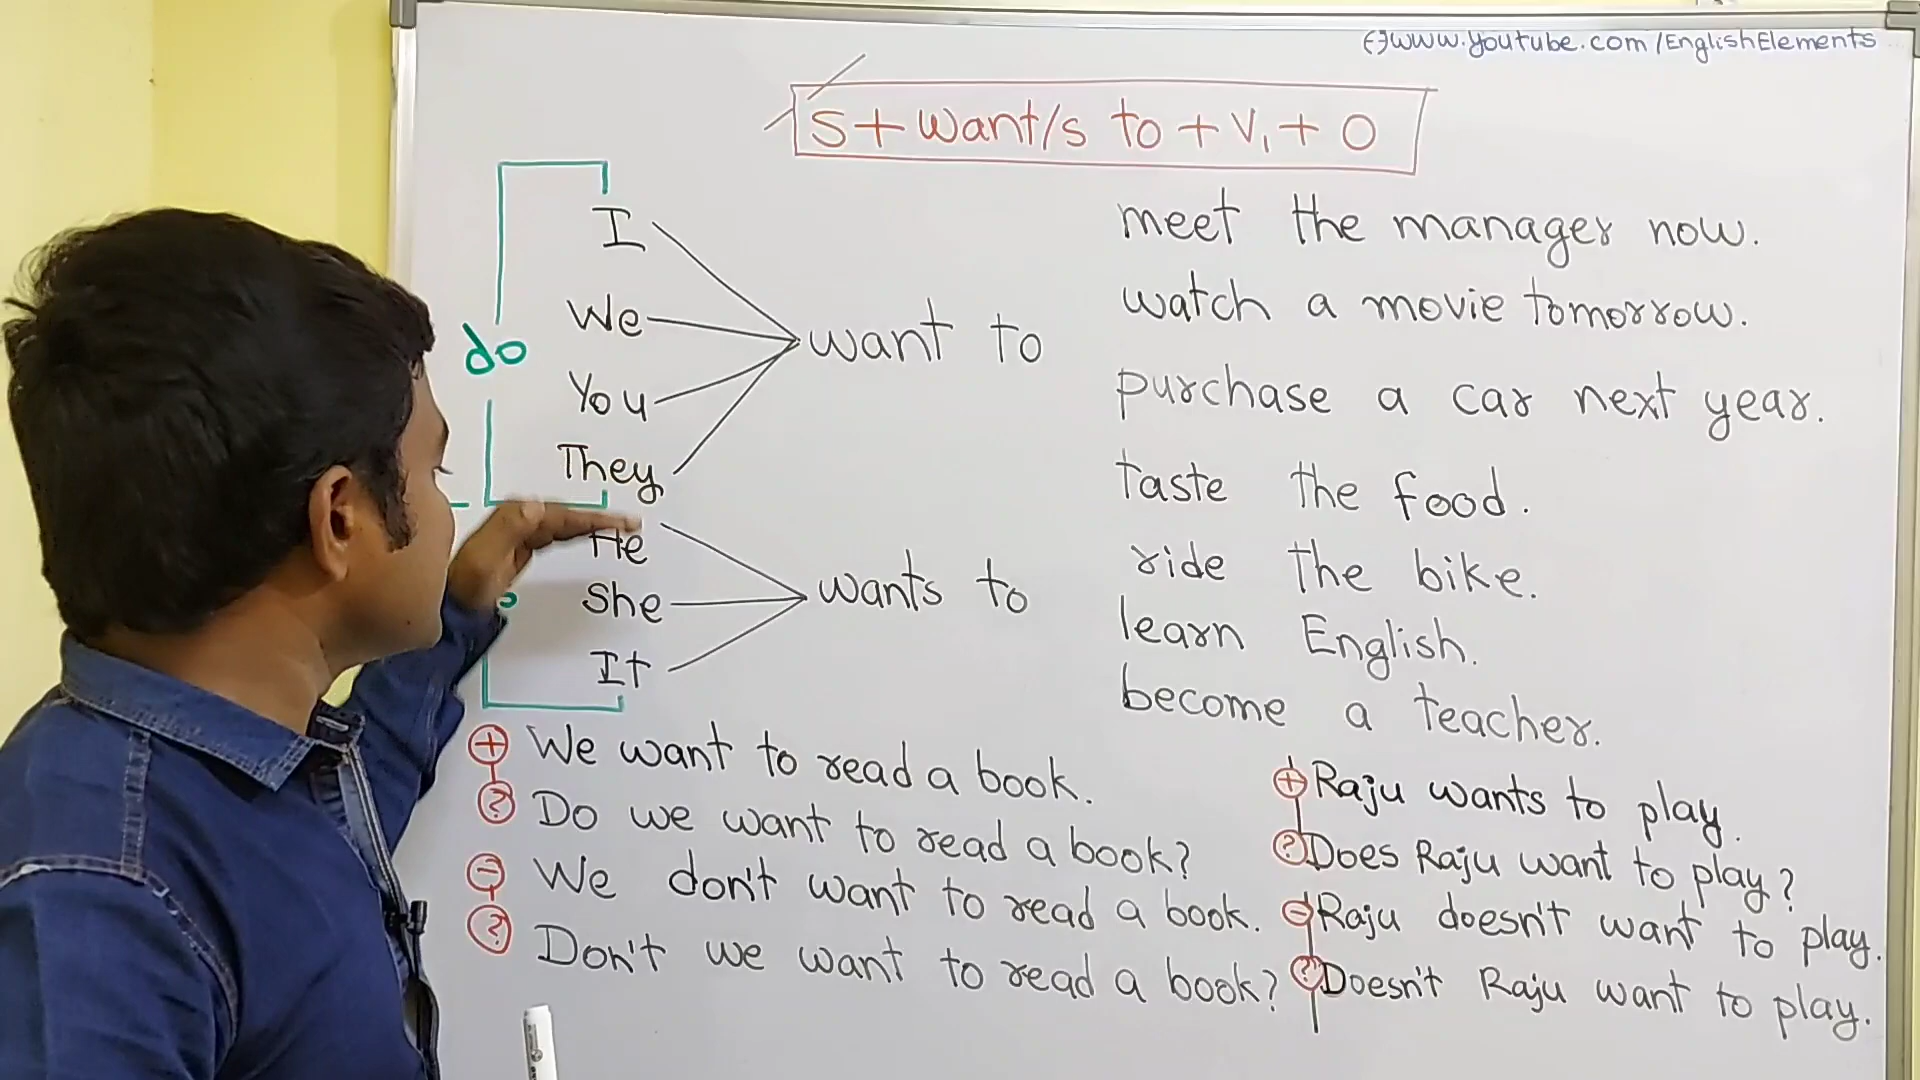 www.Youtube.com/EnglishElements
S + want/s to + V₁ + O
I
We
You
They
do
want to
He
She
It
wants to
meet the manager now.
watch a movie tomorrow.
purchase a car next year.
taste the food.
ride the bike.
learn English.
become a teacher.
+ We want to read a book.
? Do we want to read a book?
- We don't want to read a book.
? Don't we want to read a book?
+ Raju wants to play.
? Does Raju want to play?
- Raju doesn't want to play.
? Doesn't Raju want to play.